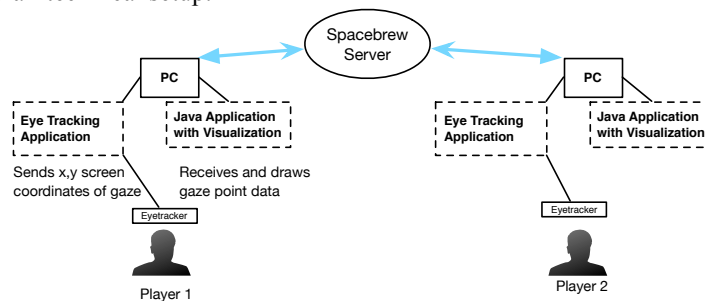 Spacebrew
Server
PC
Eye Tracking
Application
Java Application
with Visualization
Sends x,y screen
coordinates of gaze
Receives and draws
gaze point data
Eyetracker
Player 1
PC
Eye Tracking
Application
Java Application
with Visualization
Eyetracker
Player 2